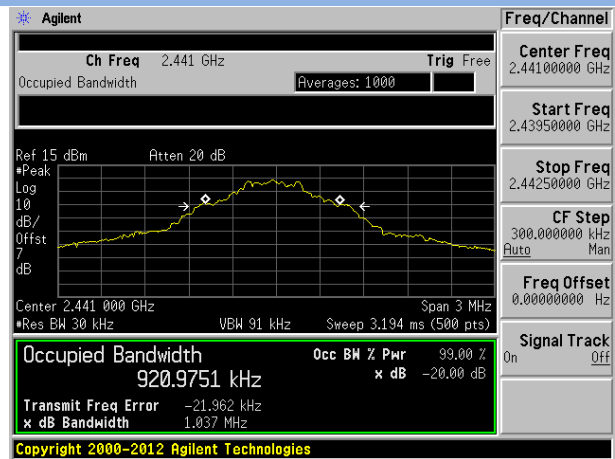 Agilent
Freq/Channel
Ch Freq 2.441 GHz Trig Free
Occupied Bandwidth Averages: 1000
Center Freq
2.44100000 GHz
Start Freq
2.43950000 GHz
Stop Freq
2.44250000 GHz
CF Step
300.000000 kHz
Auto Man
Freq Offset
0.00000000 Hz
Signal Track
On Off
Ref 15 dBm Atten 20 dB
#Peak
Log
10
dB/
Offst
7
dB
Center 2.441 000 GHz Span 3 MHz
#Res BW 30 kHz VBW 91 kHz Sweep 3.194 ms (500 pts)
Occupied Bandwidth Occ BW % Pwr 99.00 %
920.9751 kHz x dB -20.00 dB
Transmit Freq Error -21.962 kHz
x dB Bandwidth 1.037 MHz
Copyright 2000-2012 Agilent Technologies